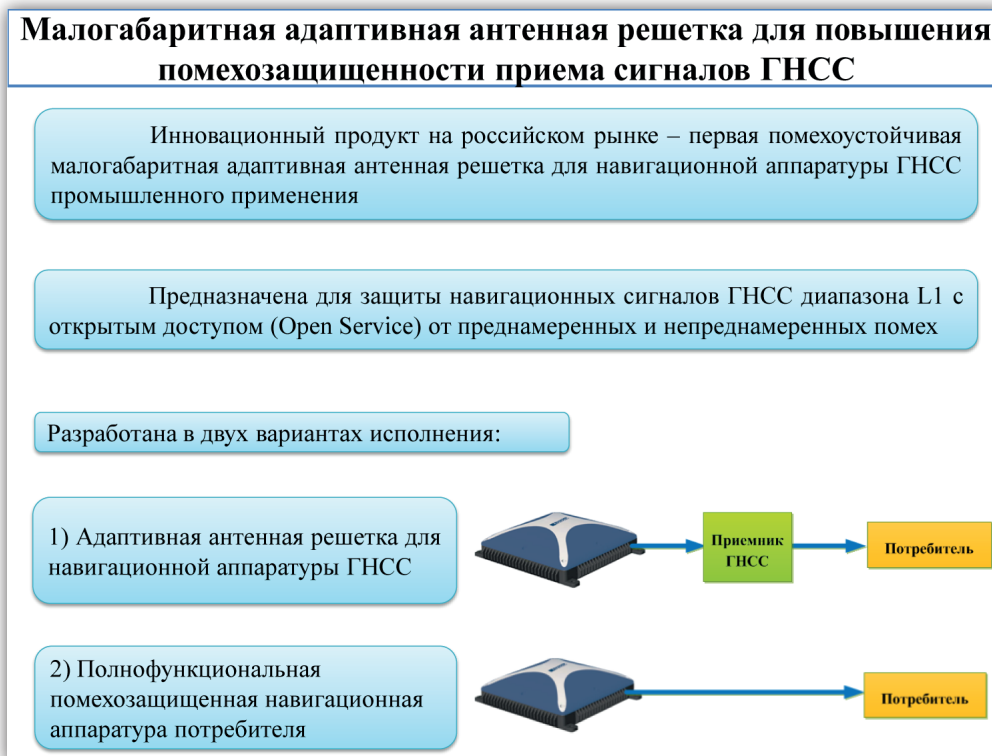 Малогабаритная адаптивная антенная решетка для повышения
помехозащищенности приема сигналов ГНСС
Инновационный продукт на российском рынке – первая помехоустойчивая
малогабаритная адаптивная антенная решетка для навигационной аппаратуры ГНСС
промышленного применения
Предназначена для защиты навигационных сигналов ГНСС диапазона L1 с
открытым доступом (Open Service) от преднамеренных и непреднамеренных помех
Разработана в двух вариантах исполнения:
1) Адаптивная антенная решетка для
навигационной аппаратуры ГНСС
Приемник
ГНСС
Потребитель
2) Полнофункциональная
помехозащищенная навигационная
аппаратура потребителя
Потребитель